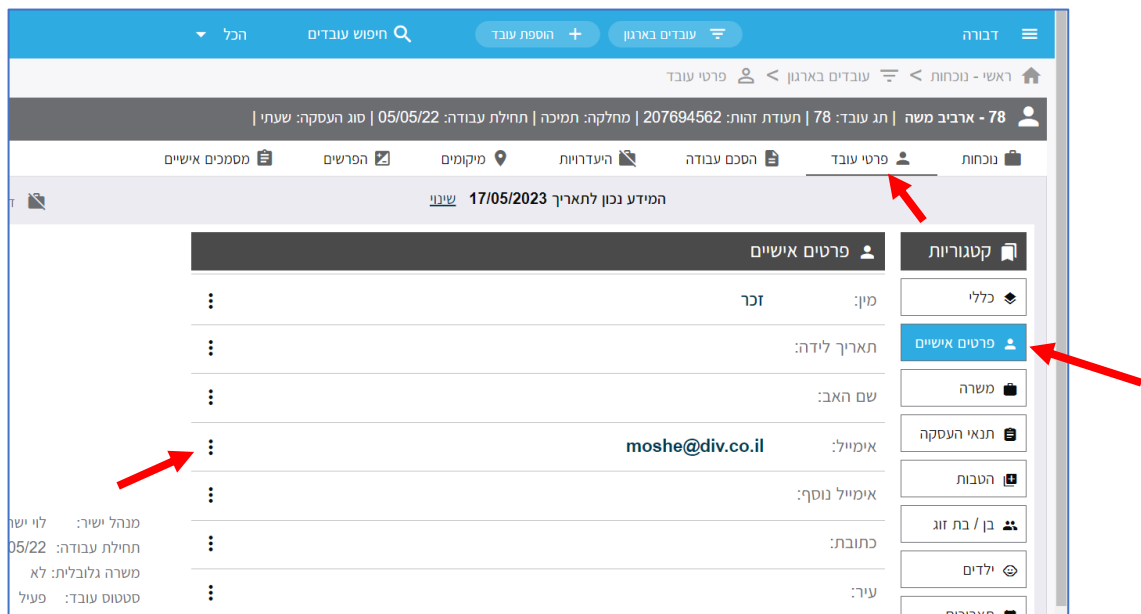 דבורה עובדים בארגון הוספת עובד חיפוש עובדים הכל
ראשי - נוכחות > עובדים בארגון > פרטי עובד
78 - ארביב משה | תג עובד: 78 | תעודת זהות: 207694562 | מחלקה: תמיכה | תחילת עבודה: 05/05/22 | סוג העסקה: שעתי |
נוכחות פרטי עובד הסכם עבודה היעדרויות מיקומים הפרשים מסמכים אישיים
המידע נכון לתאריך 17/05/2023 שינוי
קטגוריות
כללי
פרטים אישיים
משרה
תנאי העסקה
הטבות
בן / בת זוג
ילדים
פרטים אישיים
מין: זכר
תאריך לידה:
שם האב:
אימייל: moshe@div.co.il
אימייל נוסף:
כתובת:
עיר:
מנהל ישיר: לוי
תחילת עבודה: 05/22
משרה גלובלית: לא
סטטוס עובד: פעיל